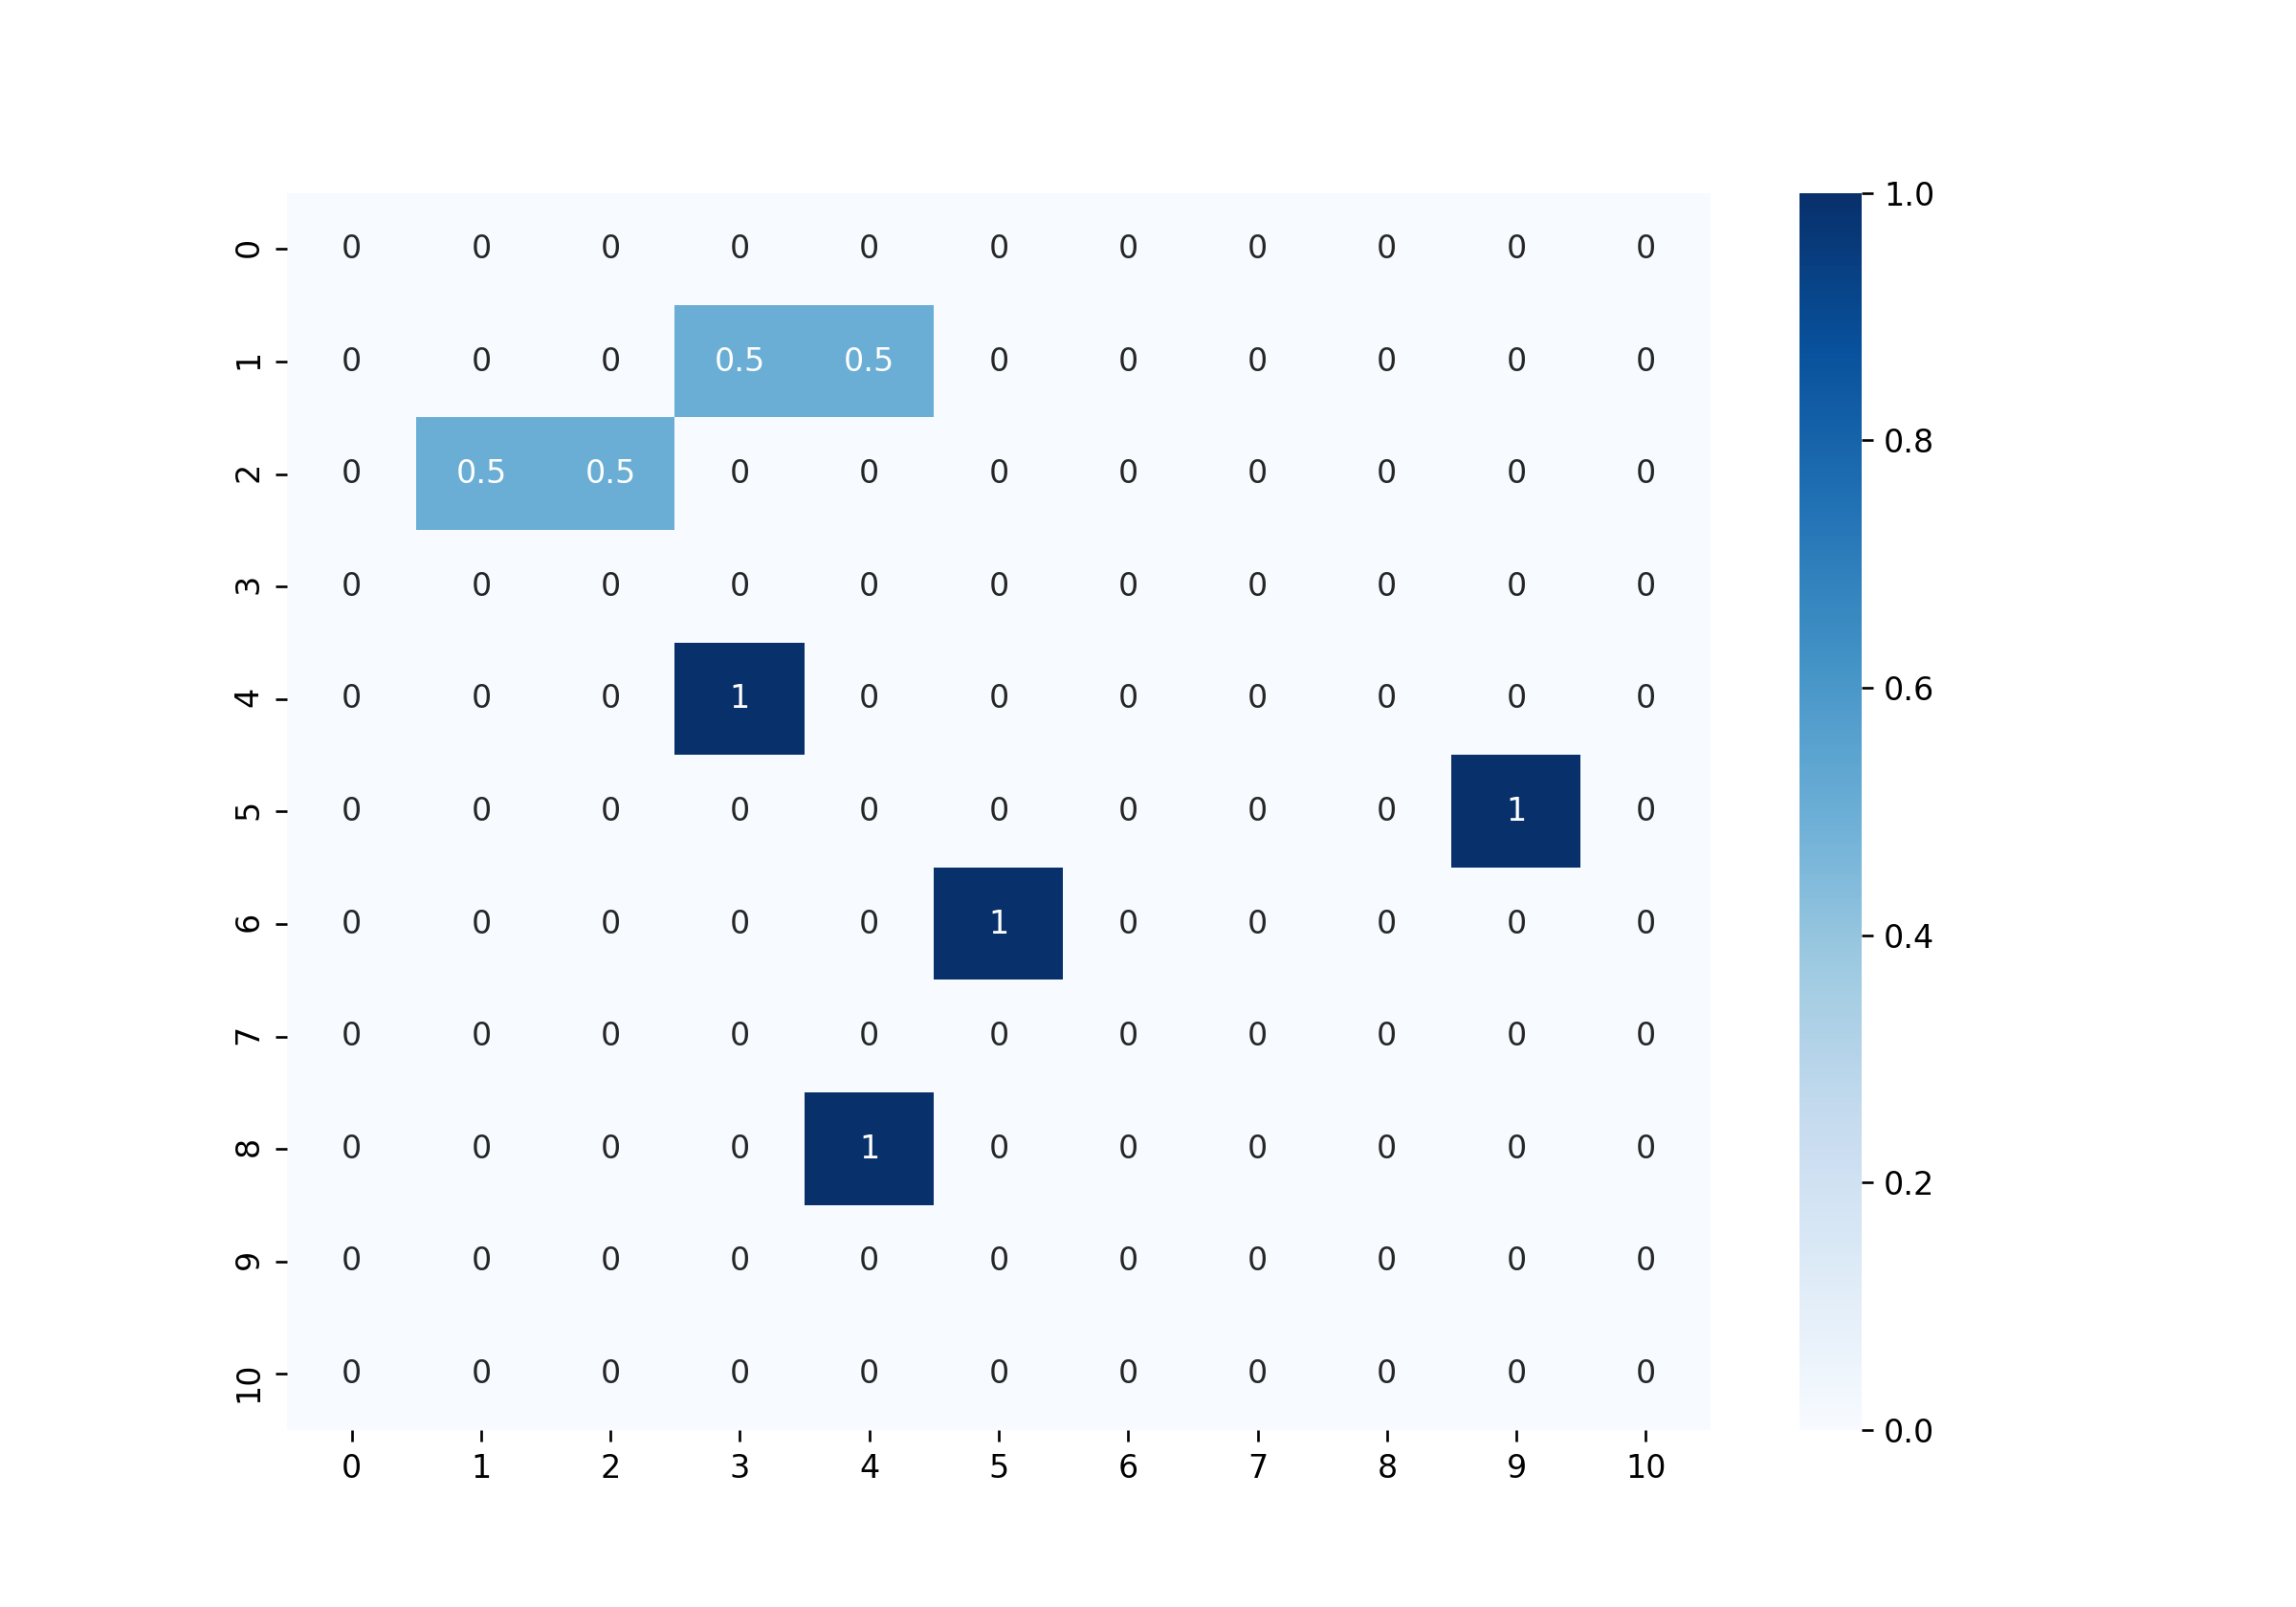 1.0
0 0 0 0 0 0 0 0 0 0 0 0
1 0 0 0 0.5 0.5 0 0 0 0 0 0
0.8
2 0 0.5 0.5 0 0 0 0 0 0 0 0
3 0 0 0 0 0 0 0 0 0 0 0
0.6
4 0 0 0 1 0 0 0 0 0 0 0
5 0 0 0 0 0 0 0 0 0 1 0
6 0 0 0 0 0 1 0 0 0 0 0
0.4
7 0 0 0 0 0 0 0 0 0 0 0
8 0 0 0 0 1 0 0 0 0 0 0
0.2
9 0 0 0 0 0 0 0 0 0 0 0
10 0 0 0 0 0 0 0 0 0 0 0
0.0
0 1 2 3 4 5 6 7 8 9 10